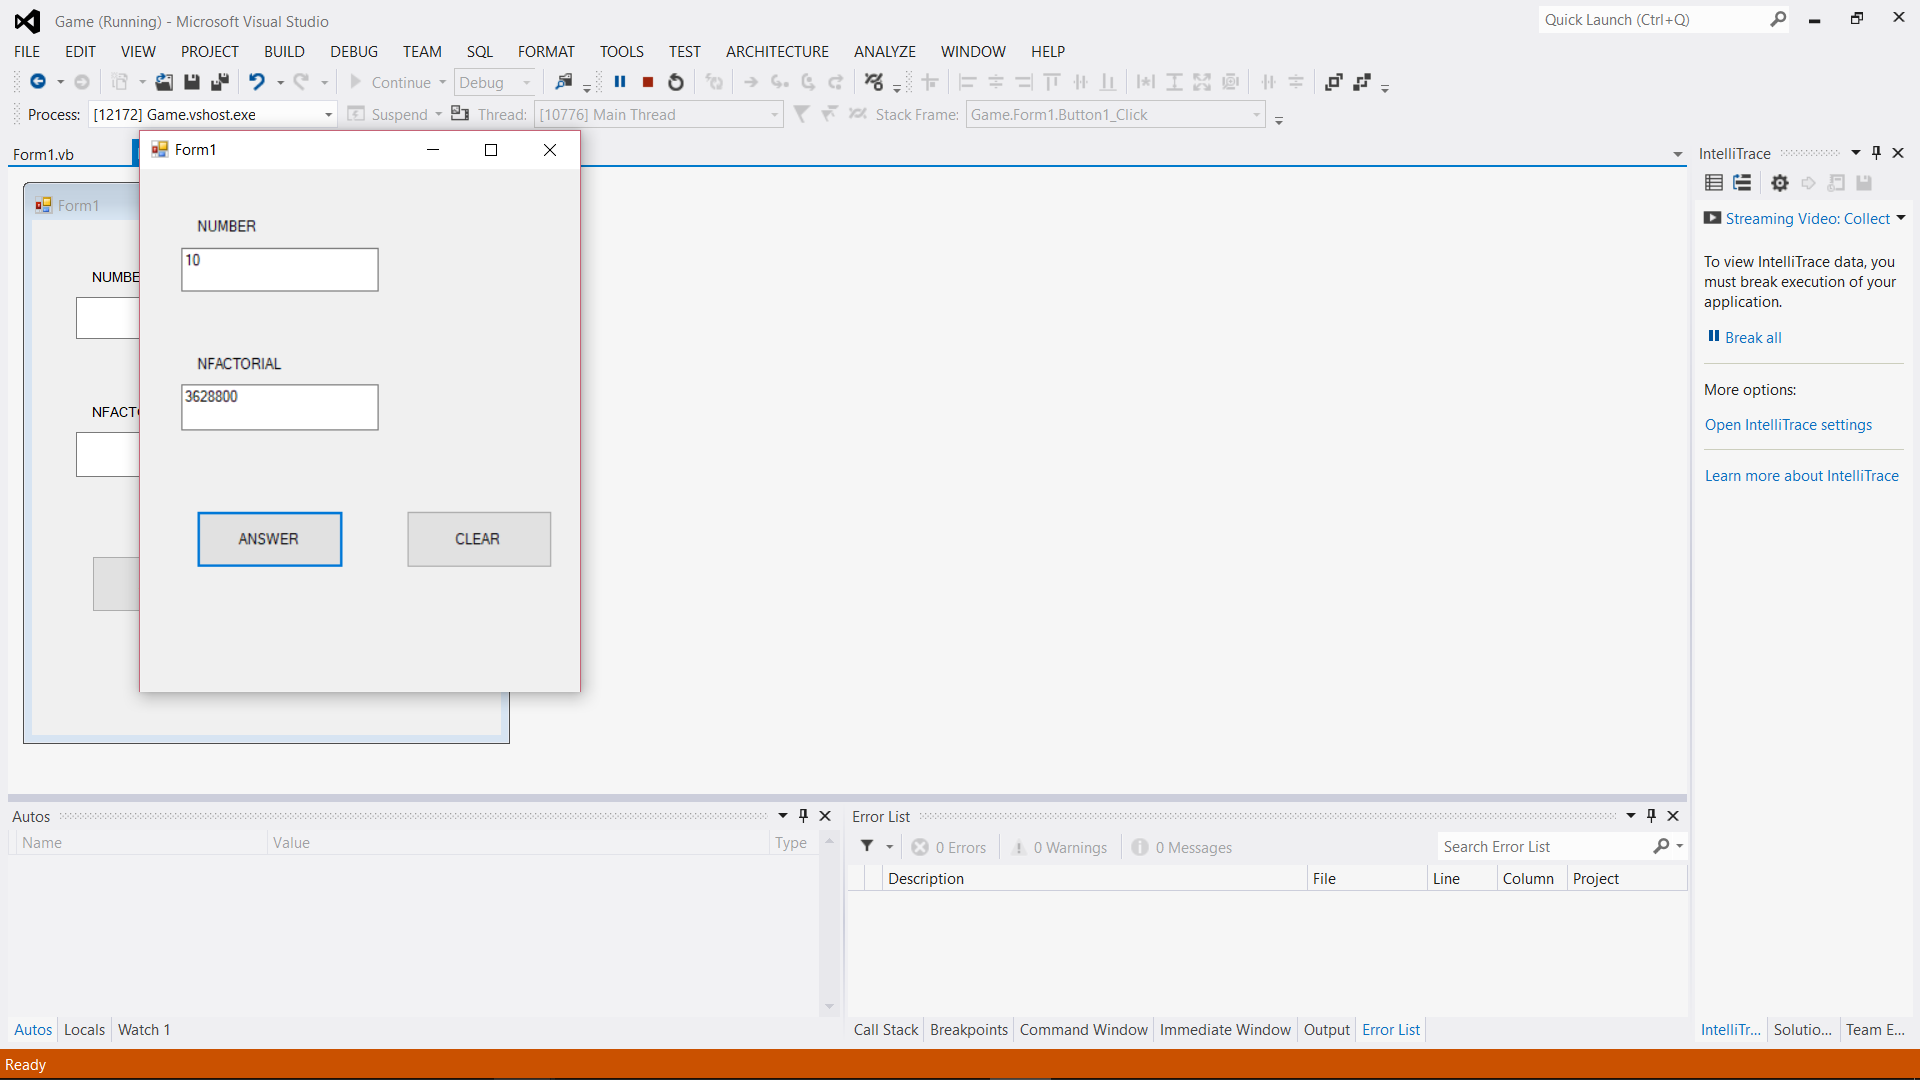 Game (Running) - Microsoft Visual Studio
Quick Launch (Ctrl+Q)
FILE EDIT VIEW PROJECT BUILD DEBUG TEAM SQL FORMAT TOOLS TEST ARCHITECTURE ANALYZE WINDOW HELP
Continue Debug
Process: [12172] Game.vshost.exe Suspend Thread: [10776] Main Thread Stack Frame: Game.Form1.Button1_Click
Form1.vb
Form1
NUMBER
10
NFACTORIAL
3628800
ANSWER CLEAR
Form1
NUMBE
NFACT
IntelliTrace
Streaming Video: Collect
To view IntelliTrace data, you
must break execution of your
application.
Break all
More options:
Open IntelliTrace settings
Learn more about IntelliTrace
Autos
Name Value Type
Autos Locals Watch 1
Error List
0 Errors 0 Warnings 0 Messages Search Error List
Description File Line Column Project
Call Stack Breakpoints Command Window Immediate Window Output Error List
IntelliTr... Solutio... Team E...
Ready